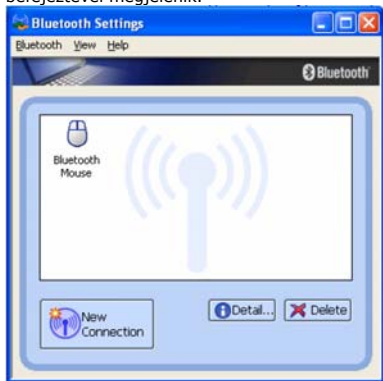 Bluetooth Settings
Bluetooth View Help
Bluetooth
Bluetooth
Mouse
New
Connection
Detail...
Delete